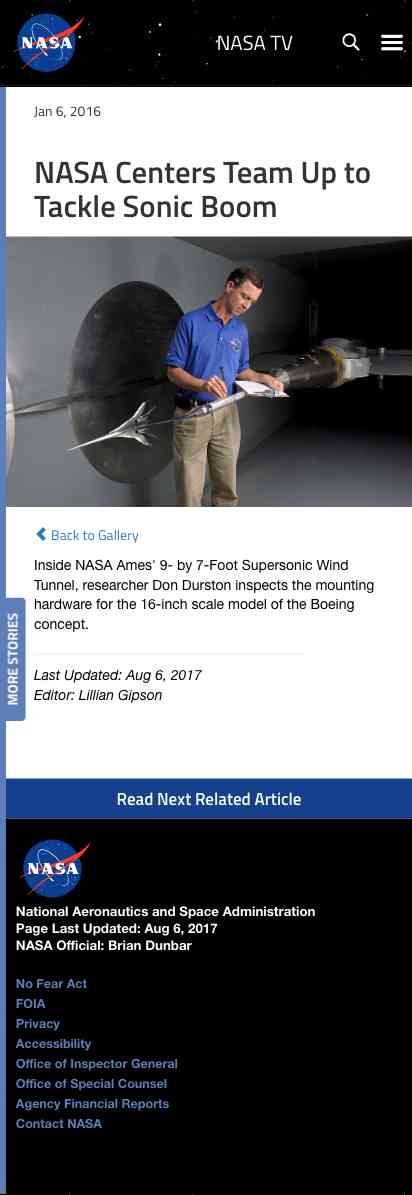 NASA
NASA TV
Jan 6, 2016
NASA Centers Team Up to
Tackle Sonic Boom
Back to Gallery
Inside NASA Ames’ 9- by 7-Foot Supersonic Wind
Tunnel, researcher Don Durston inspects the mounting
hardware for the 16-inch scale model of the Boeing
concept.
MORE STORIES
Last Updated: Aug 6, 2017
Editor: Lillian Gipson
Read Next Related Article
NASA
National Aeronautics and Space Administration
Page Last Updated: Aug 6, 2017
NASA Official: Brian Dunbar
No Fear Act
FOIA
Privacy
Accessibility
Office of Inspector General
Office of Special Counsel
Agency Financial Reports
Contact NASA